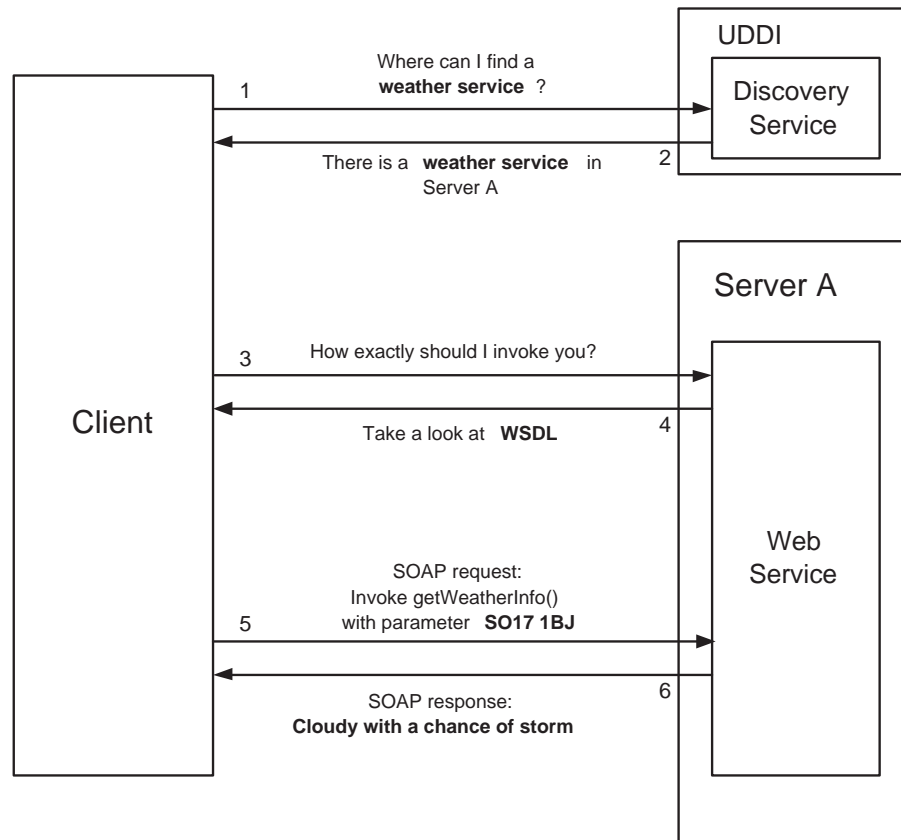 UDDI
Where can I find a
weather service ?
1
Discovery
Service
2
There is a weather service in
Server A
Server A
3
How exactly should I invoke you?
Client
4
Take a look at WSDL
Web
Service
SOAP request:
Invoke getWeatherInfo()
with parameter SO17 1BJ
5
6
SOAP response:
Cloudy with a chance of storm